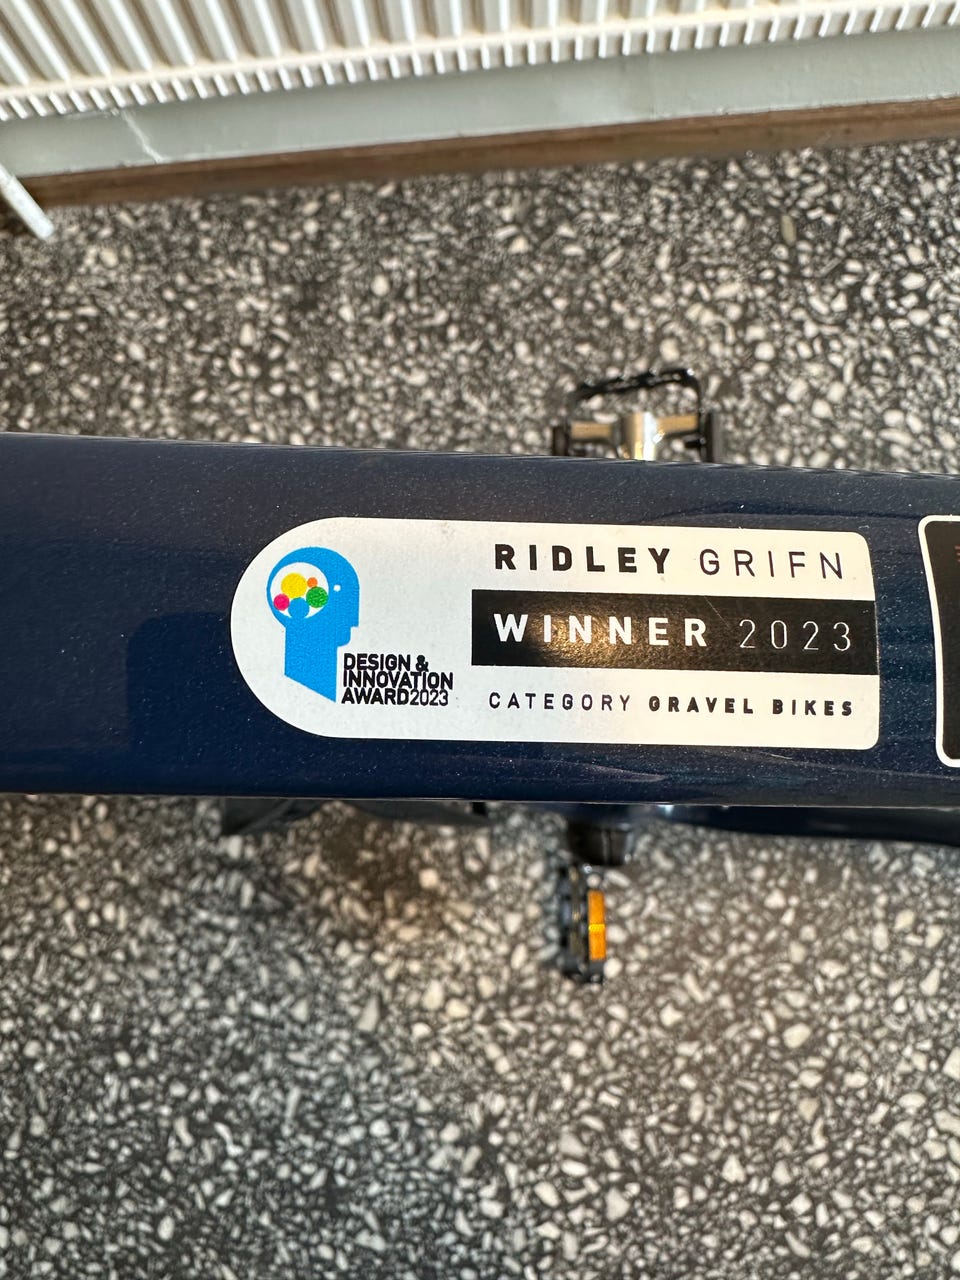 RIDLEY GRIFN
WINNER 2023
CATEGORY GRAVEL BIKES
DESIGN &
INNOVATION
AWARD2023